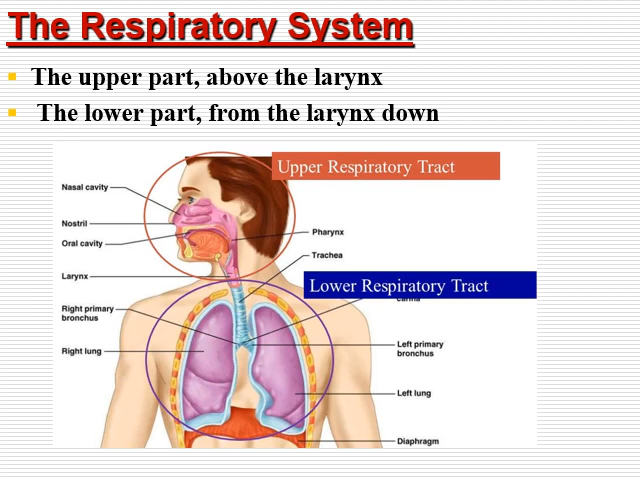 The Respiratory System
The upper part, above the larynx
The lower part, from the larynx down
Upper Respiratory Tract
Nasal cavity
Nostril
Oral cavity
Pharynx
Trachea
Larynx
Lower Respiratory Tract
Carina
Right primary
bronchus
Left primary
bronchus
Right lung
Left lung
Diaphragm